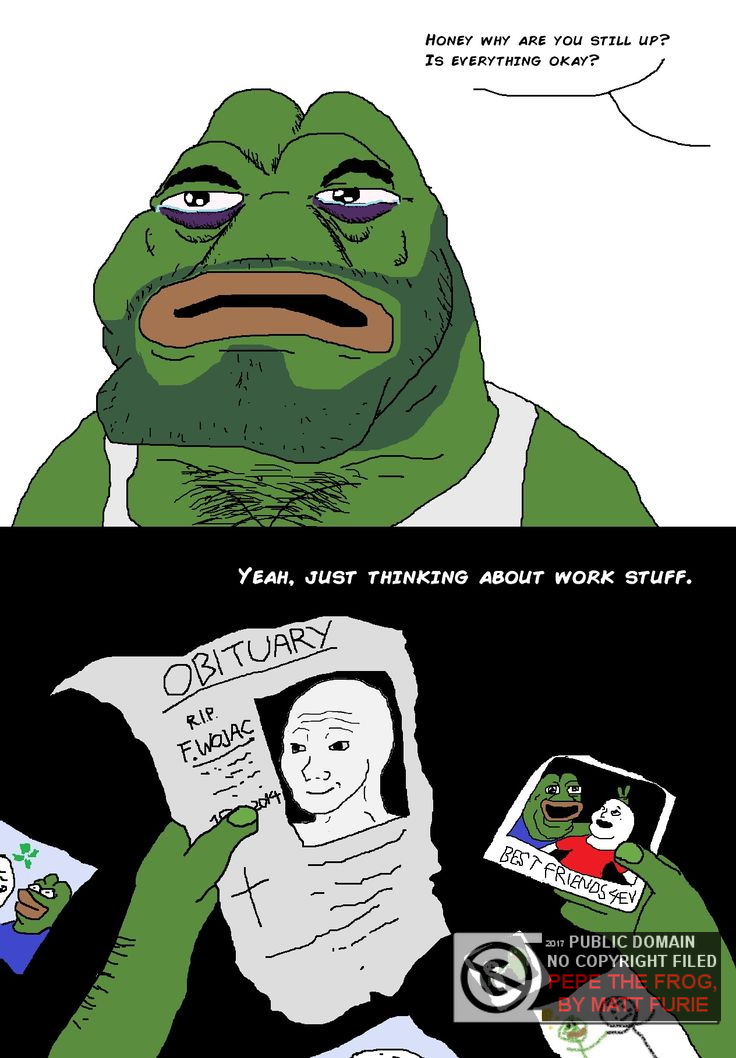 Honey why are you still up?
Is everything okay?
Yeah, just thinking about work stuff.
OBITUARY
R.I.P.
F. WOJAC
2014
BEST FRIENDS 4EV
2017 PUBLIC DOMAIN
NO COPYRIGHT FILED
PEPE THE FROG,
BY MATT FURIE